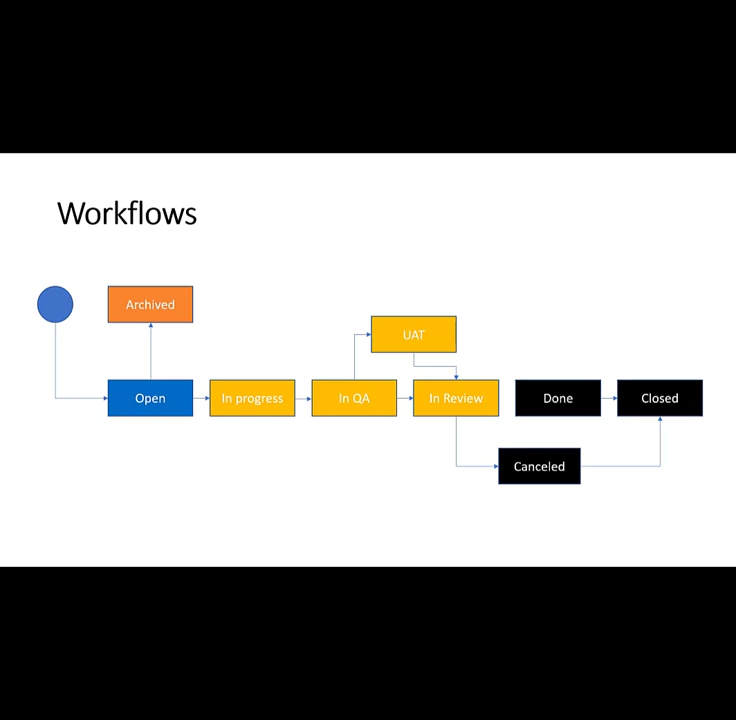 Workflows
Archived
UAT
Open
In progress
In QA
In Review
Done
Closed
Canceled